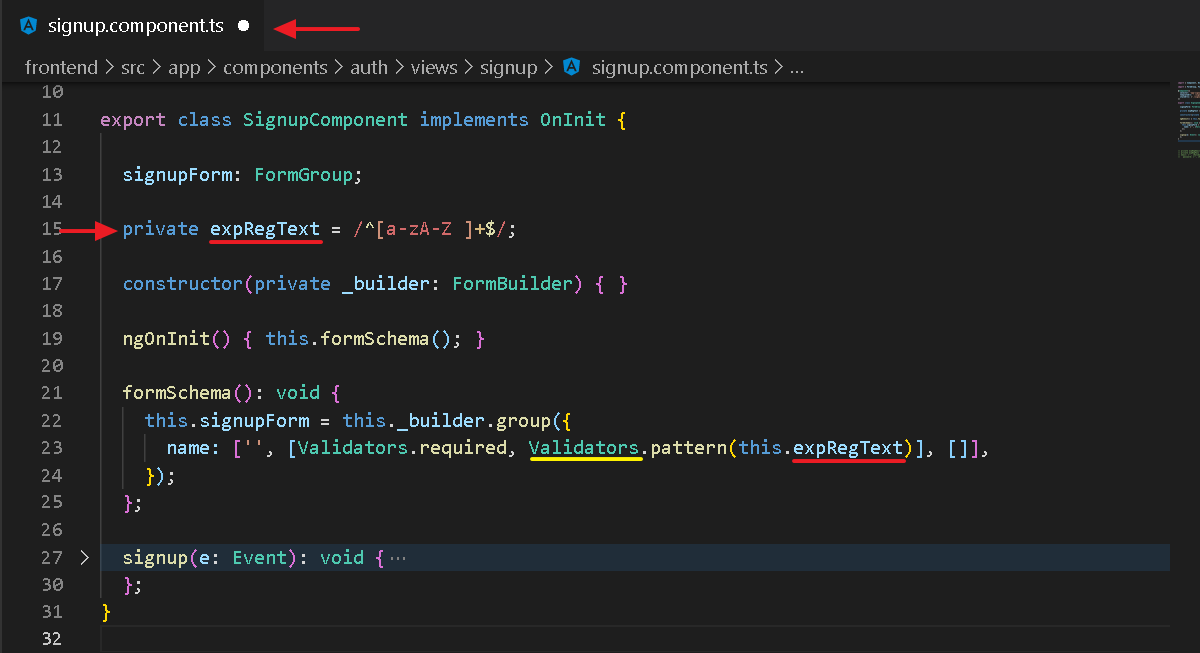 signup.component.ts ●
frontend > src > app > components > auth > views > signup > signup.component.ts > ...
10
11 export class SignupComponent implements OnInit {
12
13 signupForm: FormGroup;
14
15 private expRegText = /^[a-zA-Z ]+$/;
16
17 constructor(private _builder: FormBuilder) { }
18
19 ngOnInit() { this.formSchema(); }
20
21 formSchema(): void {
22 this.signupForm = this._builder.group({
23 name: ['', [Validators.required, Validators.pattern(this.expRegText)], []],
24 });
25 };
26
27 > signup(e: Event): void { ...
30 };
31 }
32